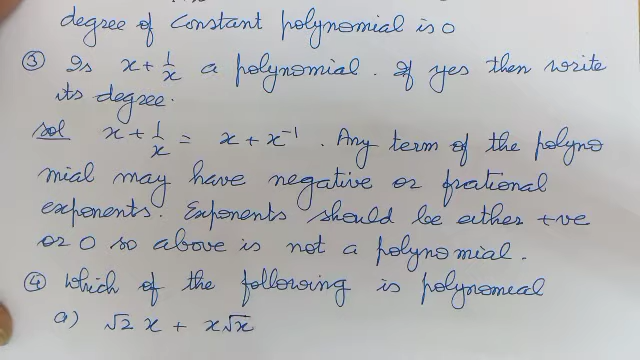 degree of constant polynomial is 0
③ Is x + 1/x a polynomial. If yes then write
its degree.
sol x + 1/x = x + x⁻¹. Any term of the polyno
mial may have negative or frational
exponents. Exponents should be either +ve
or 0 so above is not a polynomial.
④ which of the following is polynomeal
a) √2 x + x√x